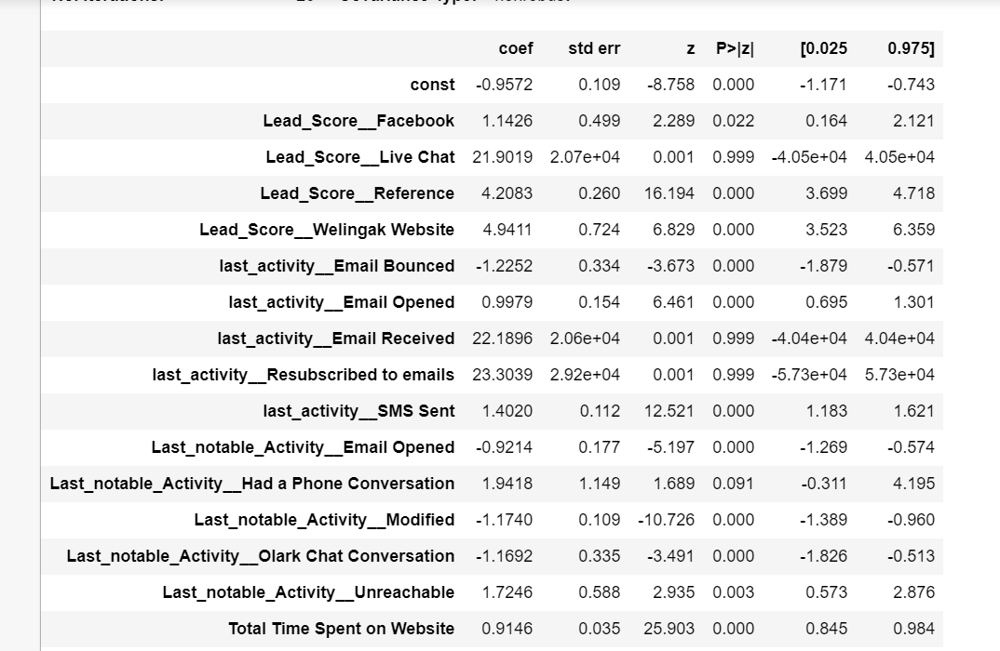 coef std err z P>|z| [0.025 0.975]
const -0.9572 0.109 -8.758 0.000 -1.171 -0.743
Lead_Score__Facebook 1.1426 0.499 2.289 0.022 0.164 2.121
Lead_Score__Live Chat 21.9019 2.07e+04 0.001 0.999 -4.05e+04 4.05e+04
Lead_Score__Reference 4.2083 0.260 16.194 0.000 3.699 4.718
Lead_Score__Welingak Website 4.9411 0.724 6.829 0.000 3.523 6.359
last_activity__Email Bounced -1.2252 0.334 -3.673 0.000 -1.879 -0.571
last_activity__Email Opened 0.9979 0.154 6.461 0.000 0.695 1.301
last_activity__Email Received 22.1896 2.06e+04 0.001 0.999 -4.04e+04 4.04e+04
last_activity__Resubscribed to emails 23.3039 2.92e+04 0.001 0.999 -5.73e+04 5.73e+04
last_activity__SMS Sent 1.4020 0.112 12.521 0.000 1.183 1.621
Last_notable_Activity__Email Opened -0.9214 0.177 -5.197 0.000 -1.269 -0.574
Last_notable_Activity__Had a Phone Conversation 1.9418 1.149 1.689 0.091 -0.311 4.195
Last_notable_Activity__Modified -1.1740 0.109 -10.726 0.000 -1.389 -0.960
Last_notable_Activity__Olark Chat Conversation -1.1692 0.335 -3.491 0.000 -1.826 -0.513
Last_notable_Activity__Unreachable 1.7246 0.588 2.935 0.003 0.573 2.876
Total Time Spent on Website 0.9146 0.035 25.903 0.000 0.845 0.984